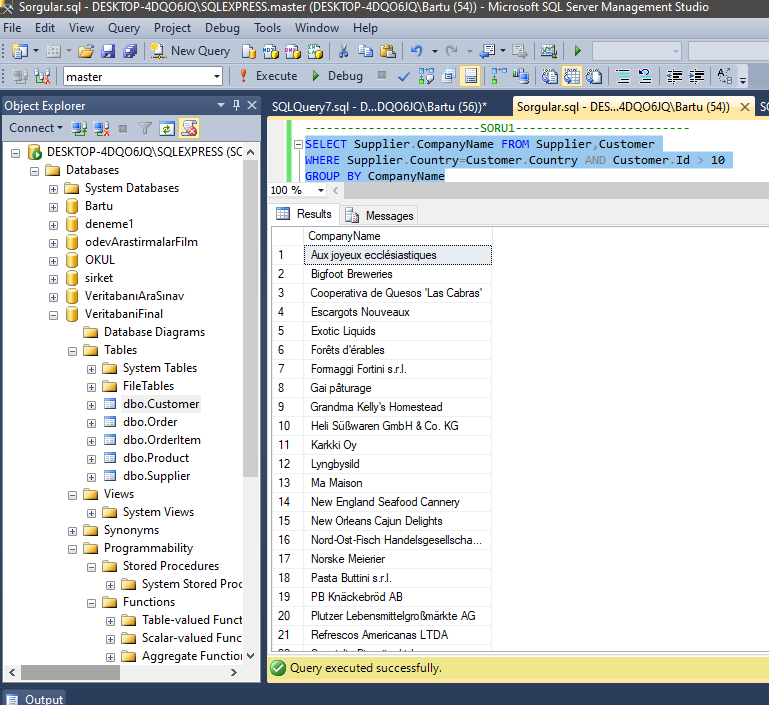 Sorgular.sql - DESKTOP-4DQO6JQ\SQLEXPRESS.master (DESKTOP-4DQO6JQ\Bartu (54)) - Microsoft SQL Server Management Studio
File Edit View Query Project Debug Tools Window Help
New Query
master
Execute Debug
Object Explorer
Connect
DESKTOP-4DQO6JQ\SQLEXPRESS (SC
Databases
System Databases
Bartu
deneme1
odevArastirmalarFilm
OKUL
sirket
VeritabanıAraSınav
VeritabaniFinal
Database Diagrams
Tables
System Tables
FileTables
dbo.Customer
dbo.Order
dbo.OrderItem
dbo.Product
dbo.Supplier
Views
System Views
Synonyms
Programmability
Stored Procedures
System Stored Proc
Functions
Table-valued Funct
Scalar-valued Func
Aggregate Function
SQLQuery7.sql - D...DQO6JQ\Bartu (56))*
Sorgular.sql - DES...4DQO6JQ\Bartu (54))
SQ
-------------------------SORU1-------------------------
SELECT Supplier.CompanyName FROM Supplier,Customer
WHERE Supplier.Country=Customer.Country AND Customer.Id > 10
GROUP BY CompanyName
100 %
Results Messages
CompanyName
1 Aux joyeux ecclésiastiques
2 Bigfoot Breweries
3 Cooperativa de Quesos 'Las Cabras'
4 Escargots Nouveaux
5 Exotic Liquids
6 Forêts d'érables
7 Formaggi Fortini s.r.l.
8 Gai pâturage
9 Grandma Kelly's Homestead
10 Heli Süßwaren GmbH & Co. KG
11 Karkki Oy
12 Lyngbysild
13 Ma Maison
14 New England Seafood Cannery
15 New Orleans Cajun Delights
16 Nord-Ost-Fisch Handelsgesellscha...
17 Norske Meierier
18 Pasta Buttini s.r.l.
19 PB Knäckebröd AB
20 Plutzer Lebensmittelgroßmärkte AG
21 Refrescos Americanas LTDA
Query executed successfully.
Output